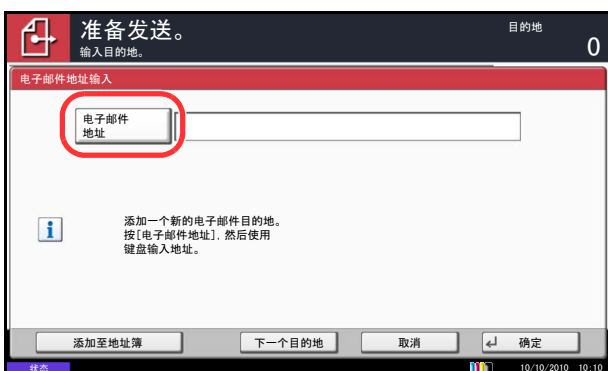 准备发送。
目的地
输入目的地。
0
电子邮件地址输入
电子邮件
地址
添加一个新的电子邮件目的地。
按[电子邮件地址], 然后使用
键盘输入地址。
添加至地址簿
下一个目的地
取消
确定
状态
10/10/2010 10:10